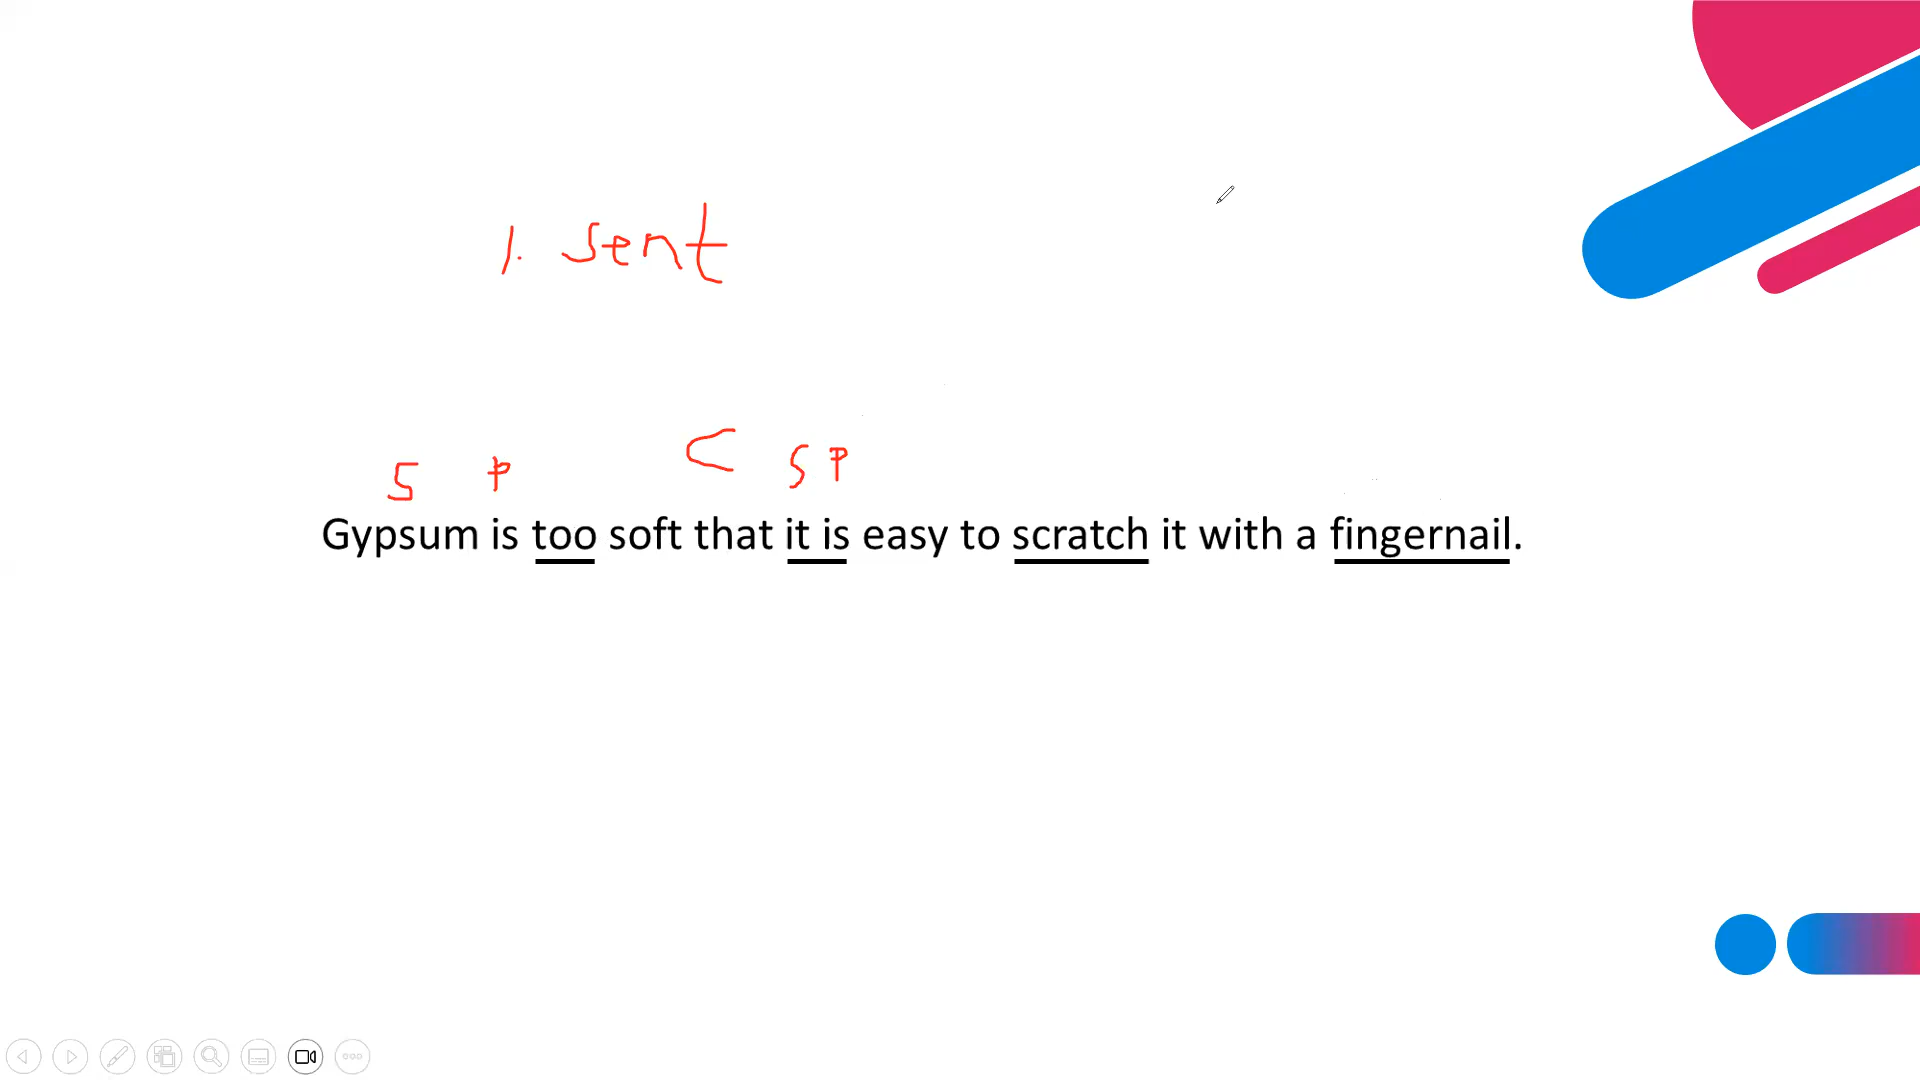 1. Sent
S P C S P
Gypsum is too soft that it is easy to scratch it with a fingernail.